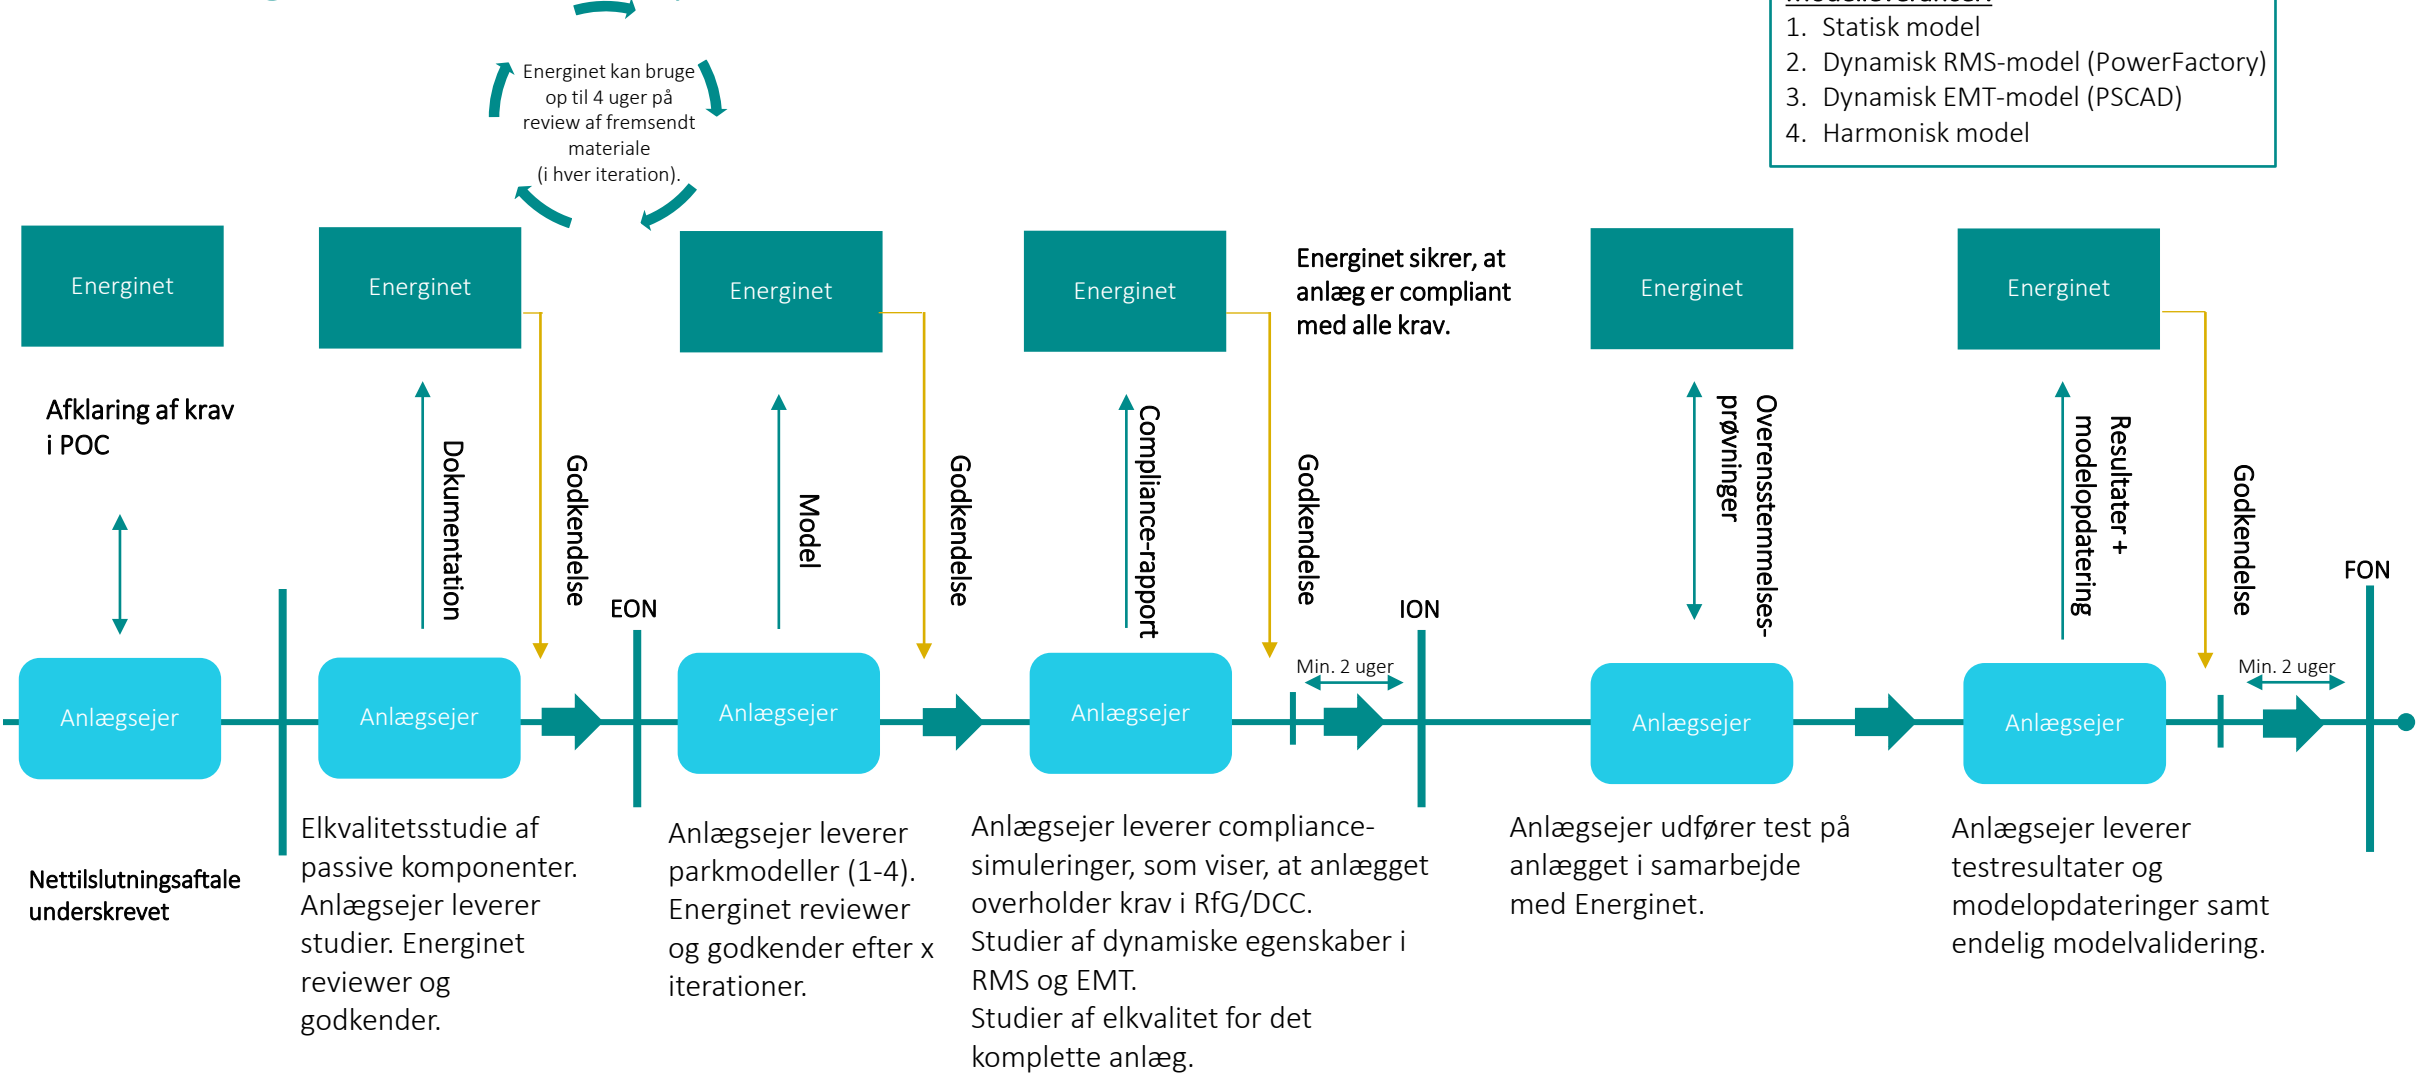 Modelleverancer:
1. Statisk model
2. Dynamisk RMS-model (PowerFactory)
3. Dynamisk EMT-model (PSCAD)
4. Harmonisk model
Energinet kan bruge
op til 4 uger på
review af fremsendt
materiale
(i hver iteration).
Energinet
Energinet
Energinet
Energinet
Energinet sikrer, at
anlæg er compliant
med alle krav.
Energinet
Energinet
Afklaring af krav
i POC
Dokumentation
Godkendelse
Model
Godkendelse
Compliance-rapport
Godkendelse
Overensstemmelses-
prøvninger
Resultater +
modelopdatering
Godkendelse
EON
ION
FON
Min. 2 uger
Min. 2 uger
Anlægsejer
Anlægsejer
Anlægsejer
Anlægsejer
Anlægsejer
Anlægsejer
Nettilslutningsaftale
underskrevet
Elkvalitetsstudie af
passive komponenter.
Anlægsejer leverer
studier. Energinet
reviewer og
godkender.
Anlægsejer leverer
parkmodeller (1-4).
Energinet reviewer
og godkender efter x
iterationer.
Anlægsejer leverer compliance-
simuleringer, som viser, at anlægget
overholder krav i RfG/DCC.
Studier af dynamiske egenskaber i
RMS og EMT.
Studier af elkvalitet for det
komplette anlæg.
Anlægsejer udfører test på
anlægget i samarbejde
med Energinet.
Anlægsejer leverer
testresultater og
modelopdateringer samt
endelig modelvalidering.